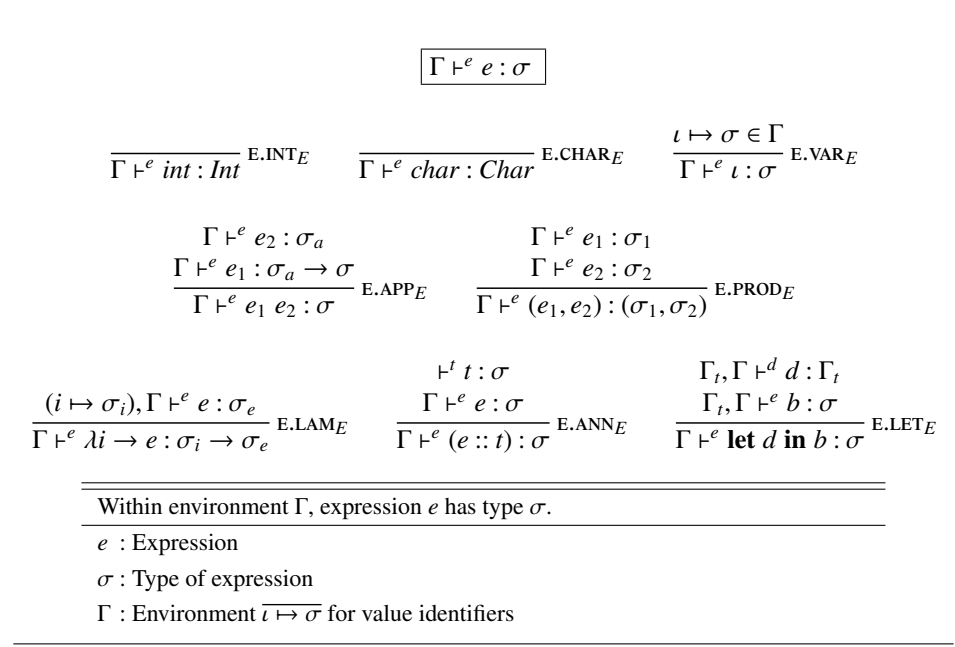 Γ ⊢ᵉ e : σ
Γ ⊢ᵉ int : Int E.INT_E Γ ⊢ᵉ char : Char E.CHAR_E
ι ↦ σ ∈ Γ
Γ ⊢ᵉ ι : σ E.VAR_E
Γ ⊢ᵉ e₂ : σₐ
Γ ⊢ᵉ e₁ : σₐ → σ
Γ ⊢ᵉ e₁ e₂ : σ E.APP_E
Γ ⊢ᵉ e₁ : σ₁
Γ ⊢ᵉ e₂ : σ₂
Γ ⊢ᵉ (e₁, e₂) : (σ₁, σ₂) E.PROD_E
(i ↦ σᵢ), Γ ⊢ᵉ e : σₑ
Γ ⊢ᵉ λi → e : σᵢ → σₑ E.LAM_E
⊢ᵗ t : σ
Γ ⊢ᵉ e : σ
Γ ⊢ᵉ (e :: t) : σ E.ANN_E
Γₜ, Γ ⊢ᵈ d : Γₜ
Γₜ, Γ ⊢ᵉ b : σ
Γ ⊢ᵉ let d in b : σ E.LET_E
Within environment Γ, expression e has type σ.
e : Expression
σ : Type of expression
Γ : Environment ι ↦ σ for value identifiers